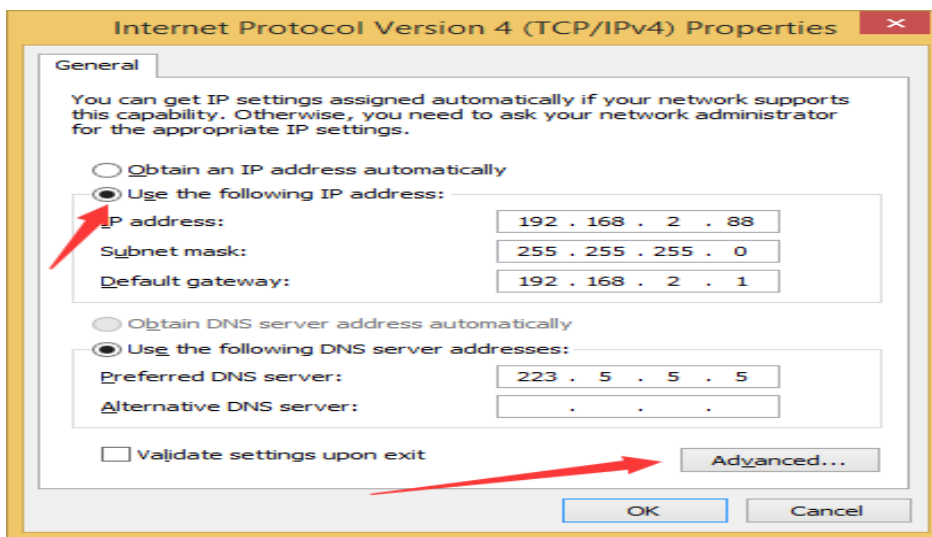 Internet Protocol Version 4 (TCP/IPv4) Properties
General
You can get IP settings assigned automatically if your network supports
this capability. Otherwise, you need to ask your network administrator
for the appropriate IP settings.
Obtain an IP address automatically
Use the following IP address:
IP address: 192 . 168 . 2 . 88
Subnet mask: 255 . 255 . 255 . 0
Default gateway: 192 . 168 . 2 . 1
Obtain DNS server address automatically
Use the following DNS server addresses:
Preferred DNS server: 223 . 5 . 5 . 5
Alternative DNS server: . . .
Validate settings upon exit
Advanced...
OK Cancel